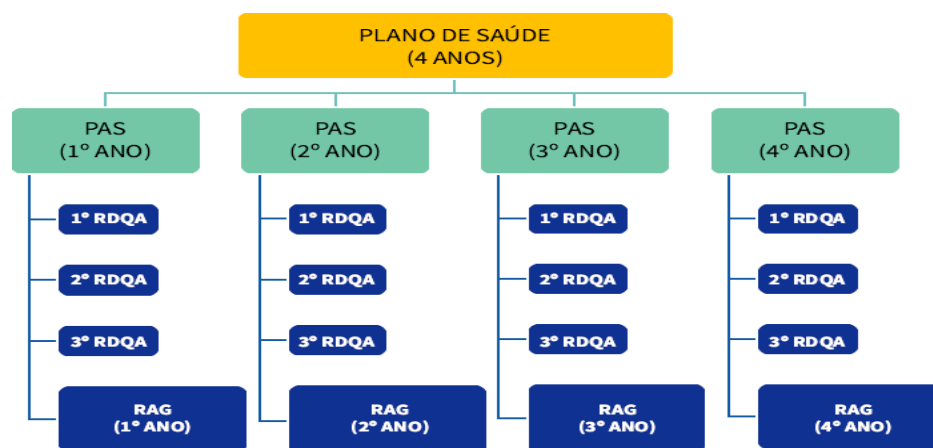 PLANO DE SAÚDE
(4 ANOS)
PAS
(1º ANO)
PAS
(2º ANO)
PAS
(3º ANO)
PAS
(4º ANO)
1º RDQA
1º RDQA
1º RDQA
1º RDQA
2º RDQA
2º RDQA
2º RDQA
2º RDQA
3º RDQA
3º RDQA
3º RDQA
3º RDQA
RAG
(1º ANO)
RAG
(2º ANO)
RAG
(3º ANO)
RAG
(4º ANO)